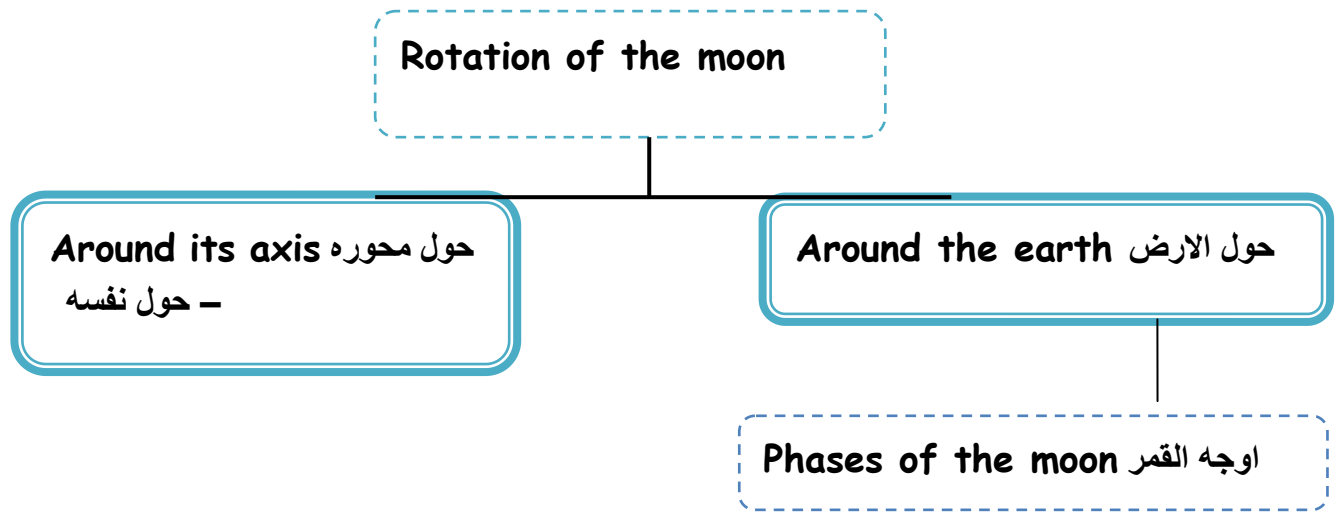 Rotation of the moon
Around its axis حول محوره
– حول نفسه
Around the earth حول الارض
Phases of the moon اوجه القمر